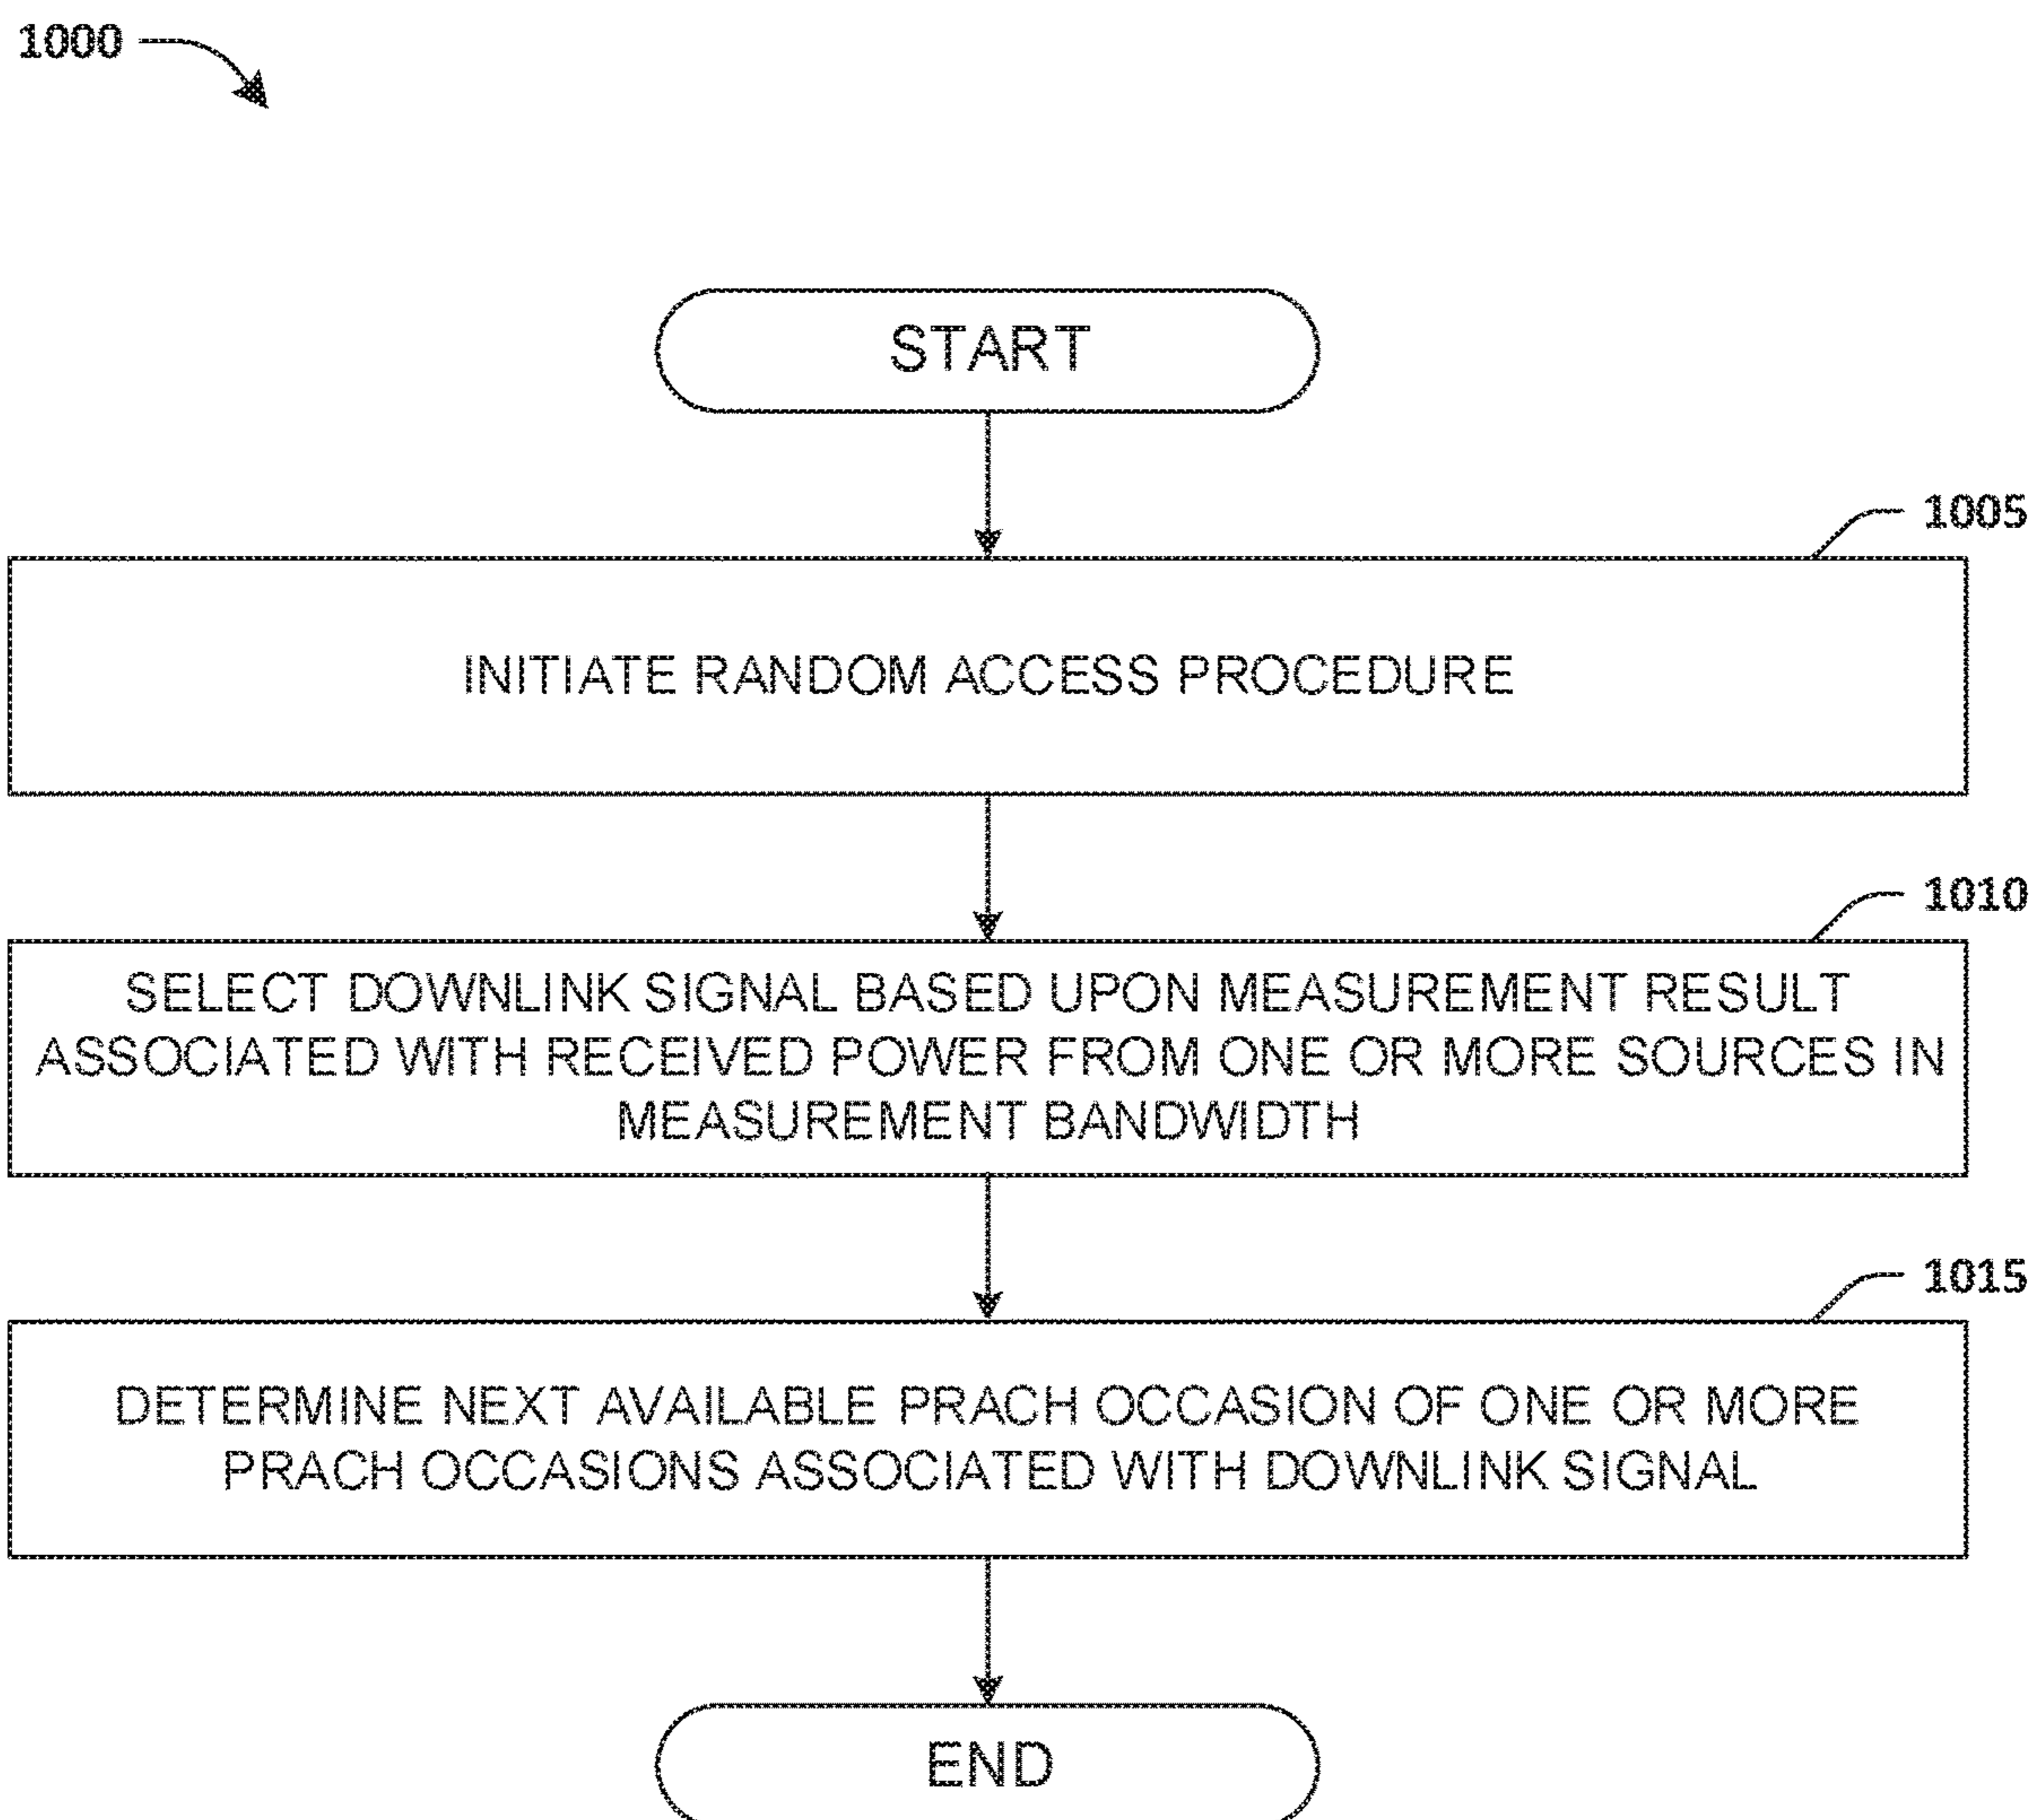 1000
START
1005
INITIATE RANDOM ACCESS PROCEDURE
1010
SELECT DOWNLINK SIGNAL BASED UPON MEASUREMENT RESULT
ASSOCIATED WITH RECEIVED POWER FROM ONE OR MORE SOURCES IN
MEASUREMENT BANDWIDTH
1015
DETERMINE NEXT AVAILABLE PRACH OCCASION OF ONE OR MORE
PRACH OCCASIONS ASSOCIATED WITH DOWNLINK SIGNAL
END